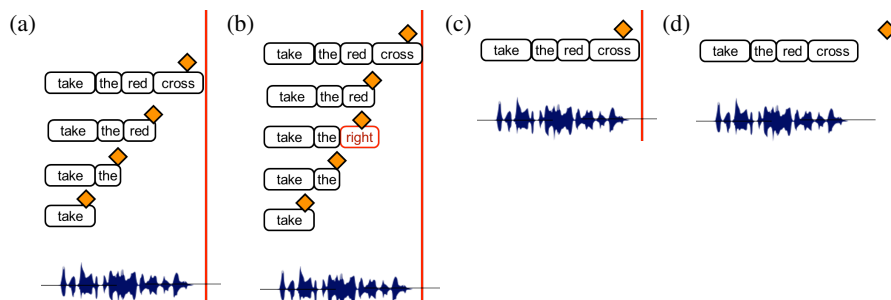 (a)
take the red cross
take the red
take the
take
(b)
take the red cross
take the red
take the right
take the
take
(c)
take the red cross
(d)
take the red cross